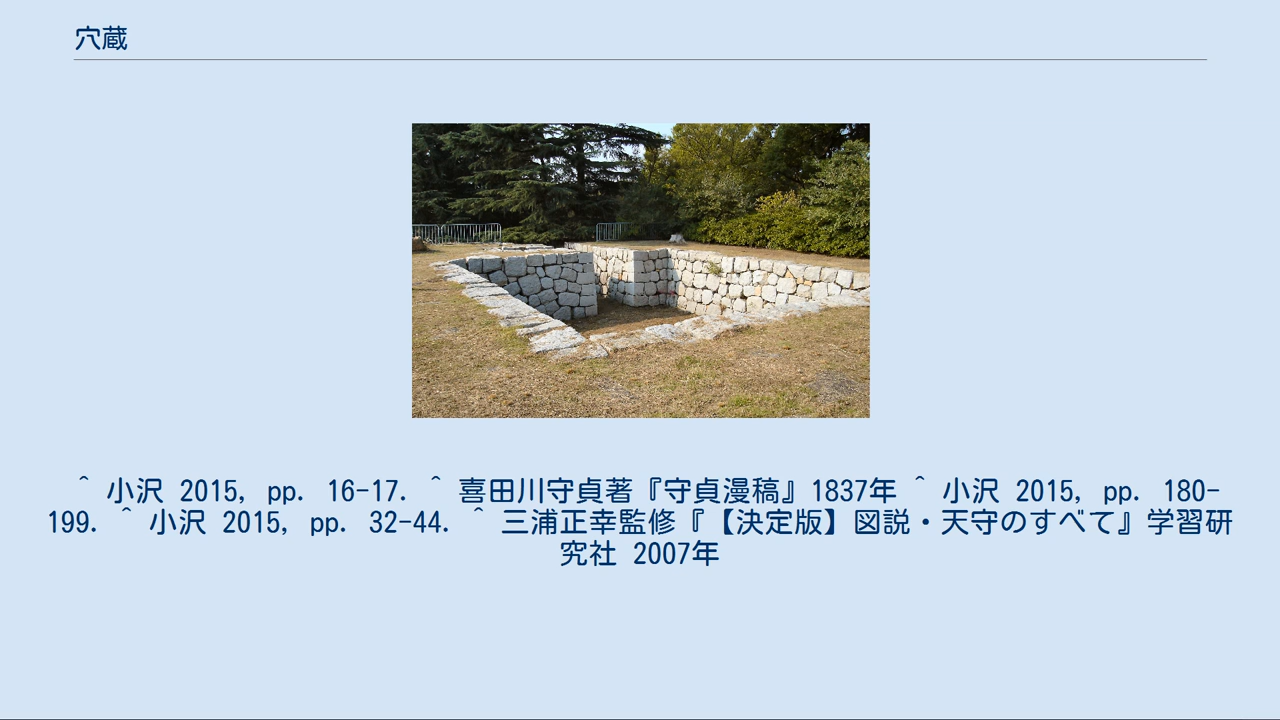 穴蔵
^ 小沢 2015, pp. 16-17. ^ 喜田川守貞著『守貞漫稿』1837年 ^ 小沢 2015, pp. 180-
199. ^ 小沢 2015, pp. 32-44. ^ 三浦正幸監修『【決定版】図説・天守のすべて』学習研
究社 2007年